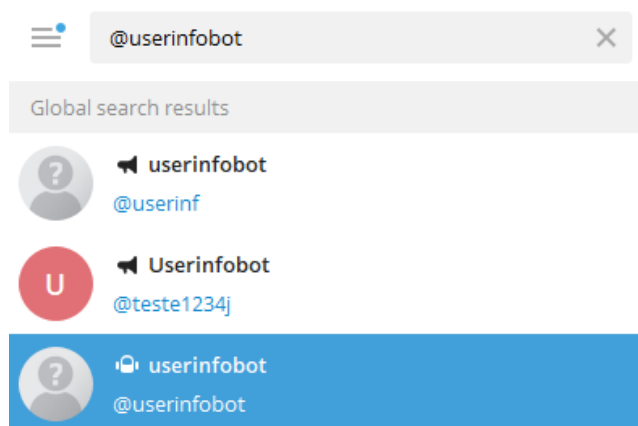 @userinfobot
Global search results
userinfobot
@userinf
U
Userinfobot
@teste1234j
userinfobot
@userinfobot